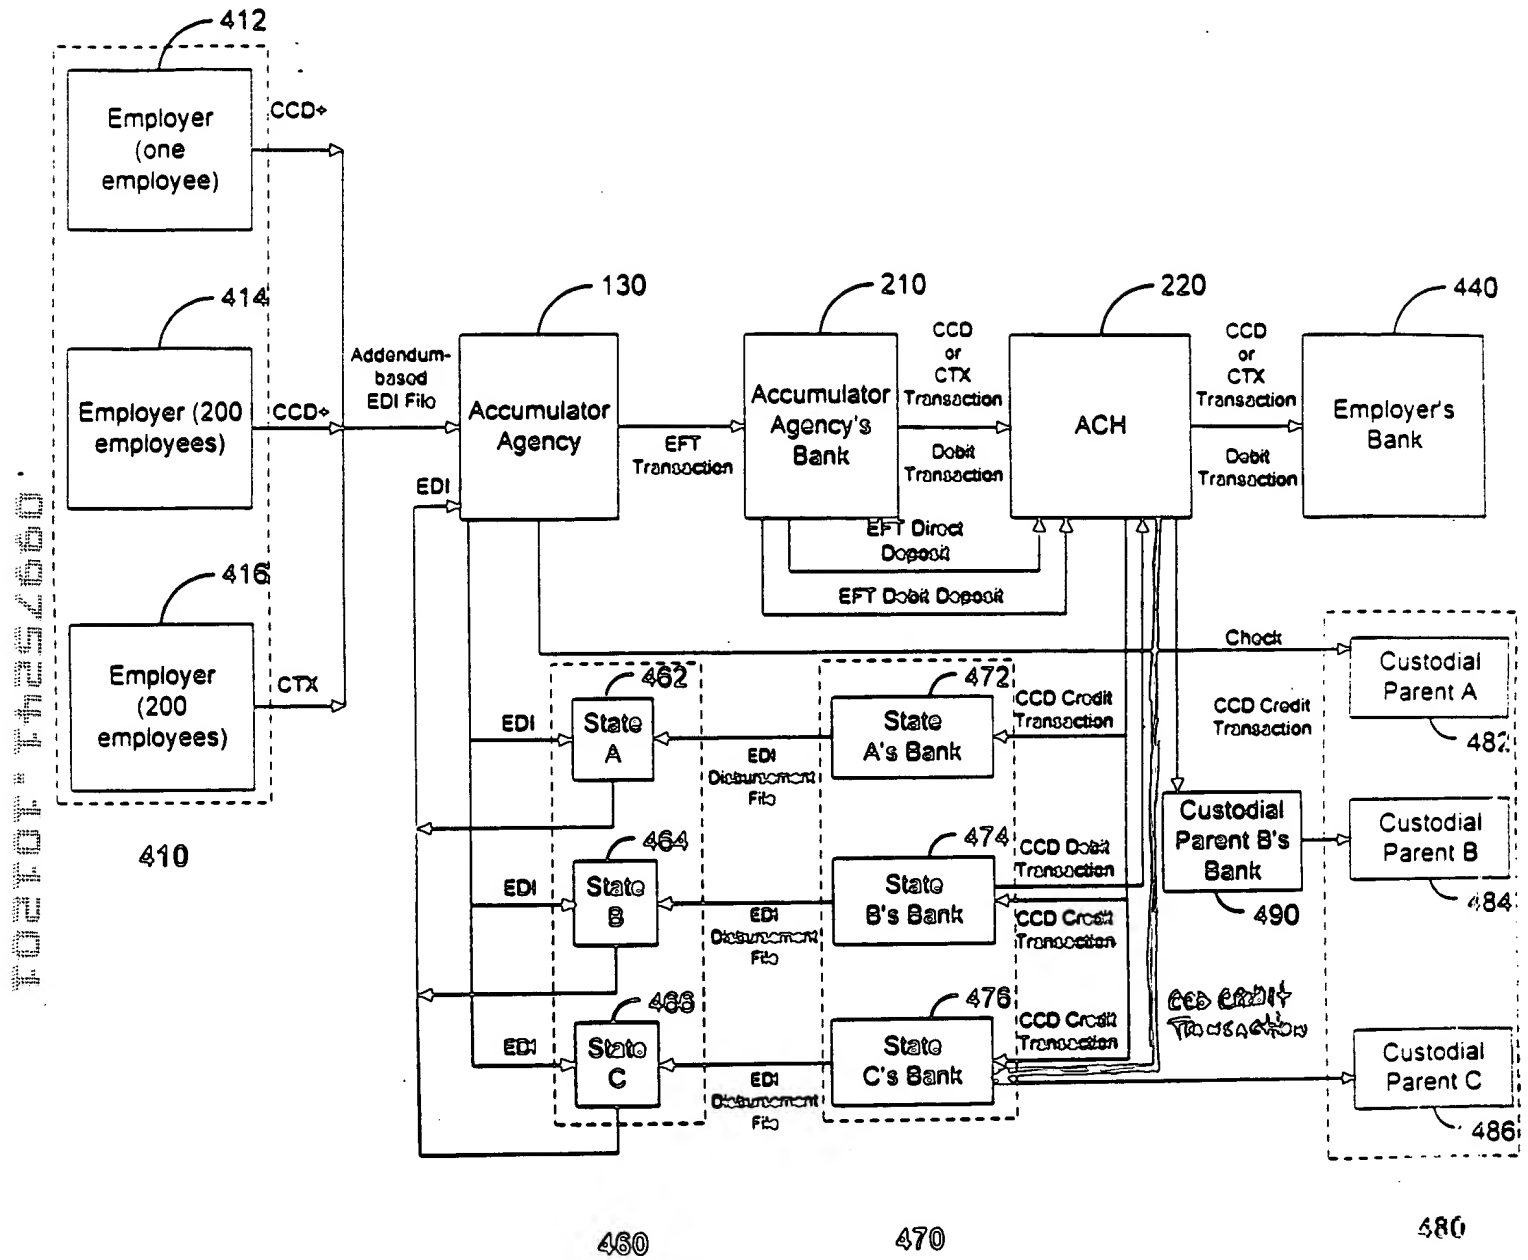 412
Employer
(one
employee)
CCD+
414
Employer (200
employees)
CCD+
416
Employer
(200
employees)
CTX
410
Addendum-
based
EDI File
EDI
130
Accumulator
Agency
EFT
Transaction
210
Accumulator
Agency's
Bank
CCD
or
CTX
Transaction
Debit
Transaction
220
ACH
CCD
or
CTX
Transaction
Debit
Transaction
440
Employer's
Bank
EFT Direct
Deposit
EFT Debit Deposit
Check
462
State
A
EDI
EDI
Disbursement
File
472
State
A's Bank
CCD Credit
Transaction
CCD Credit
Transaction
Custodial
Parent A
482
464
State
B
EDI
EDI
Disbursement
File
474
State
B's Bank
CCD Debit
Transaction
CCD Credit
Transaction
Custodial
Parent B's
Bank
490
Custodial
Parent B
484
466
State
C
EDI
EDI
Disbursement
File
476
State
C's Bank
CCD Credit
Transaction
CCD CREDIT
TRANSACTION
Custodial
Parent C
486
460
470
480